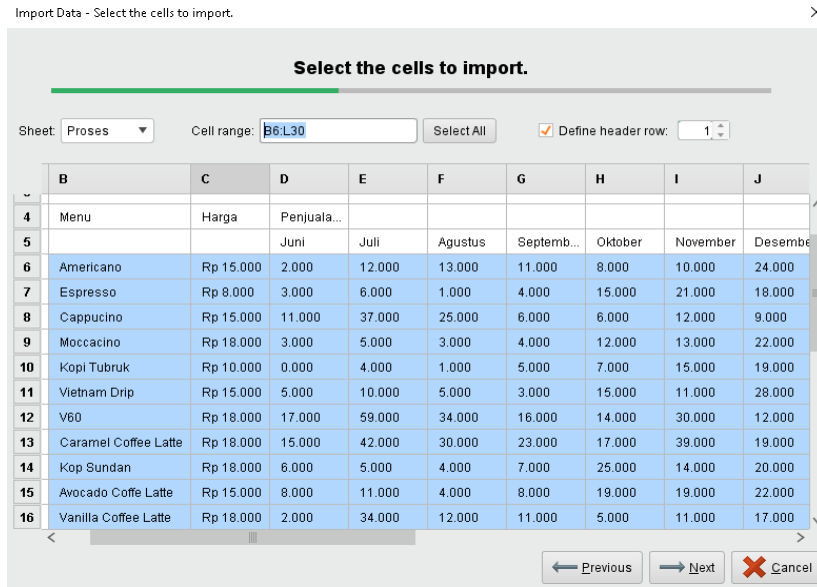 Import Data - Select the cells to import.
Select the cells to import.
Sheet: Proses Cell range: B6:L30 Select All Define header row: 1
B C D E F G H I J
4 Menu Harga Penjuala...
5 Juni Juli Agustus Septemb... Oktober November Desembe
6 Americano Rp 15.000 2.000 12.000 13.000 11.000 8.000 10.000 24.000
7 Espresso Rp 8.000 3.000 6.000 1.000 4.000 15.000 21.000 18.000
8 Cappucino Rp 15.000 11.000 37.000 25.000 6.000 6.000 12.000 9.000
9 Moccacino Rp 18.000 3.000 5.000 3.000 4.000 12.000 13.000 22.000
10 Kopi Tubruk Rp 10.000 0.000 4.000 1.000 5.000 7.000 15.000 19.000
11 Vietnam Drip Rp 15.000 5.000 10.000 5.000 3.000 15.000 11.000 28.000
12 V60 Rp 18.000 17.000 59.000 34.000 16.000 14.000 30.000 12.000
13 Caramel Coffee Latte Rp 18.000 15.000 42.000 30.000 23.000 17.000 39.000 19.000
14 Kop Sundan Rp 18.000 6.000 5.000 4.000 7.000 25.000 14.000 20.000
15 Avocado Coffe Latte Rp 15.000 8.000 11.000 4.000 8.000 19.000 19.000 22.000
16 Vanilla Coffee Latte Rp 18.000 2.000 34.000 12.000 11.000 5.000 11.000 17.000
Previous Next Cancel